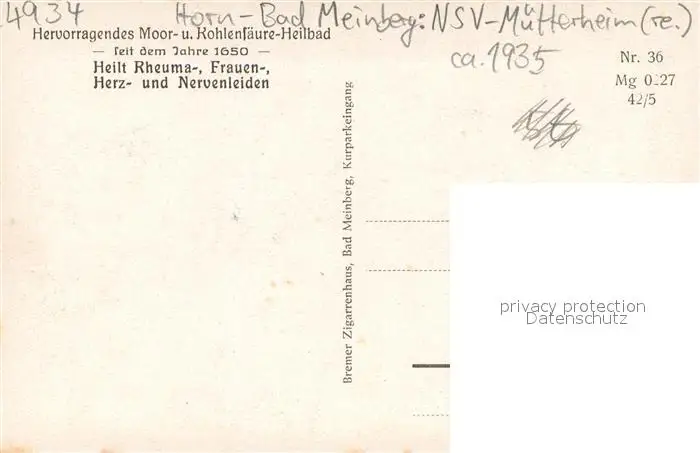 4934 Horn-Bad Meinberg: NSV-Mütterheim (re.)
ca. 1935
Hervorragendes Moor- u. Kohlensäure-Heilbad
— seit dem Jahre 1650 —
Heilt Rheuma-, Frauen-,
Herz- und Nervenleiden
Nr. 36
Mg 0227
42/5
Bremer Zigarrenhaus, Bad Meinberg, Kurparkeingang
privacy protection
Datenschutz